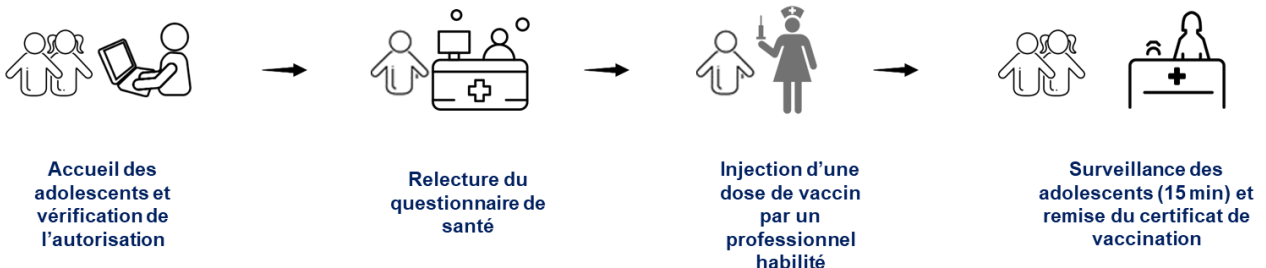 Accueil des
adolescents et
vérification de
l’autorisation
Relecture du
questionnaire de
santé
Injection d’une
dose de vaccin
par un
professionnel
habilité
Surveillance des
adolescents (15 min) et
remise du certificat de
vaccination